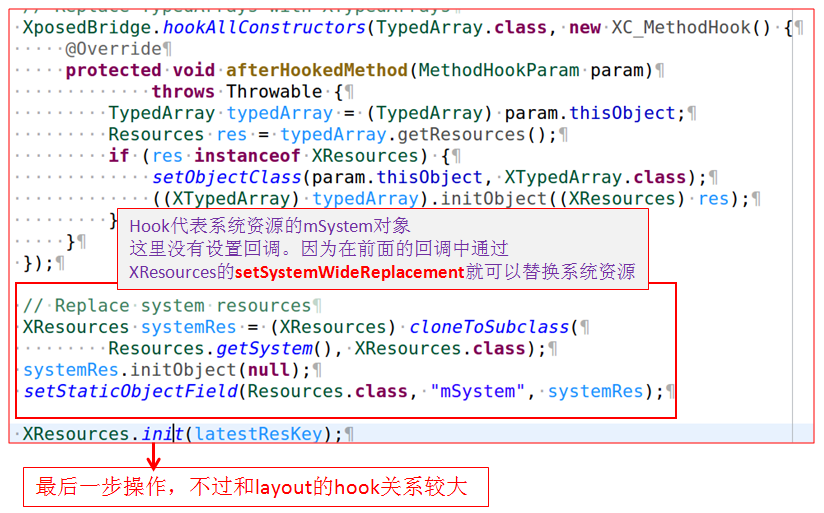 // Replace TypedArrays with XTypedArrays¶
XposedBridge.hookAllConstructors(TypedArray.class, new XC_MethodHook() {¶
@Override¶
protected void afterHookedMethod(MethodHookParam param)¶
throws Throwable {¶
TypedArray typedArray = (TypedArray) param.thisObject;¶
Resources res = typedArray.getResources();¶
if (res instanceof XResources) {¶
setObjectClass(param.thisObject, XTypedArray.class);¶
((XTypedArray) typedArray).initObject((XResources) res);¶
}
}¶
});¶
Hook代表系统资源的mSystem对象
这里没有设置回调。因为在前面的回调中通过
XResources的setSystemWideReplacement就可以替换系统资源
// Replace system resources¶
XResources systemRes = (XResources) cloneToSubclass(¶
Resources.getSystem(), XResources.class);¶
systemRes.initObject(null);¶
setStaticObjectField(Resources.class, "mSystem", systemRes);¶
XResources.init(latestResKey);¶
最后一步操作，不过和layout的hook关系较大